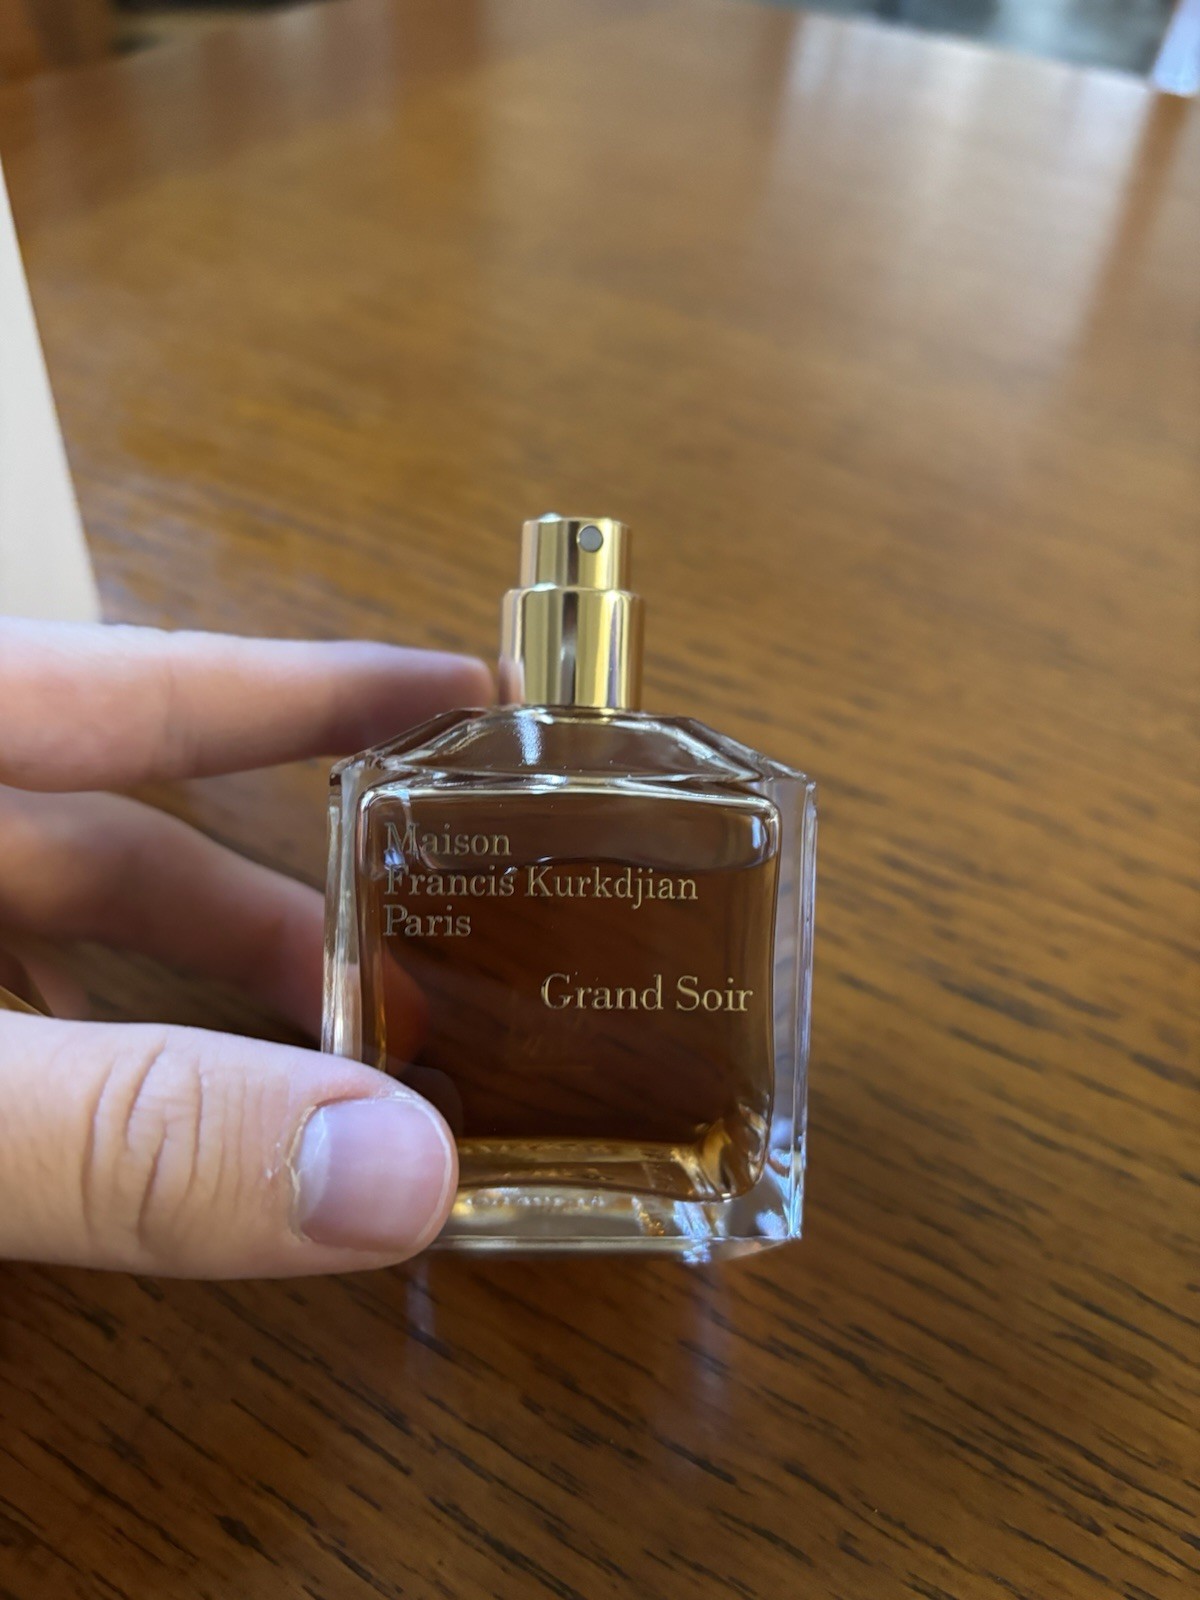 Maison
Francis Kurkdjian
Paris
Grand Soir